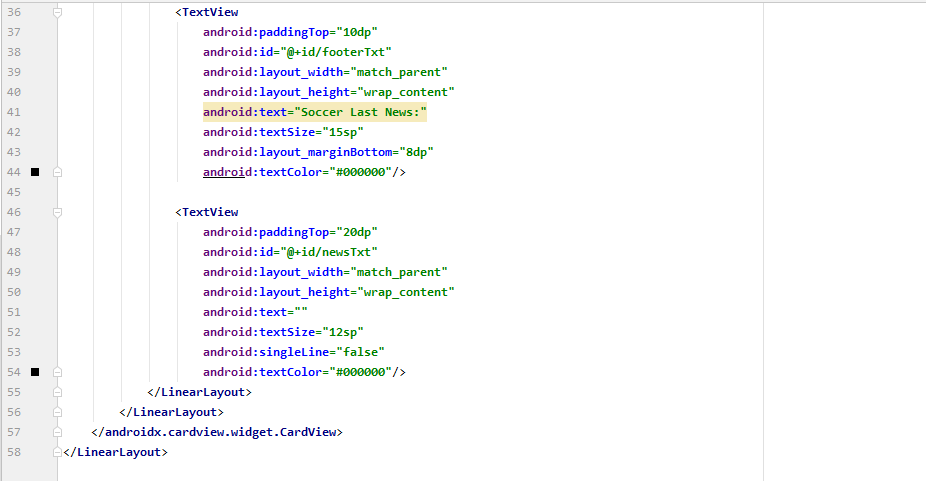 36 <TextView
37 android:paddingTop="10dp"
38 android:id="@+id/footerTxt"
39 android:layout_width="match_parent"
40 android:layout_height="wrap_content"
41 android:text="Soccer Last News:"
42 android:textSize="15sp"
43 android:layout_marginBottom="8dp"
44 android:textColor="#000000"/>
45
46 <TextView
47 android:paddingTop="20dp"
48 android:id="@+id/newsTxt"
49 android:layout_width="match_parent"
50 android:layout_height="wrap_content"
51 android:text=""
52 android:textSize="12sp"
53 android:singleLine="false"
54 android:textColor="#000000"/>
55 </LinearLayout>
56 </LinearLayout>
57 </androidx.cardview.widget.CardView>
58 </LinearLayout>